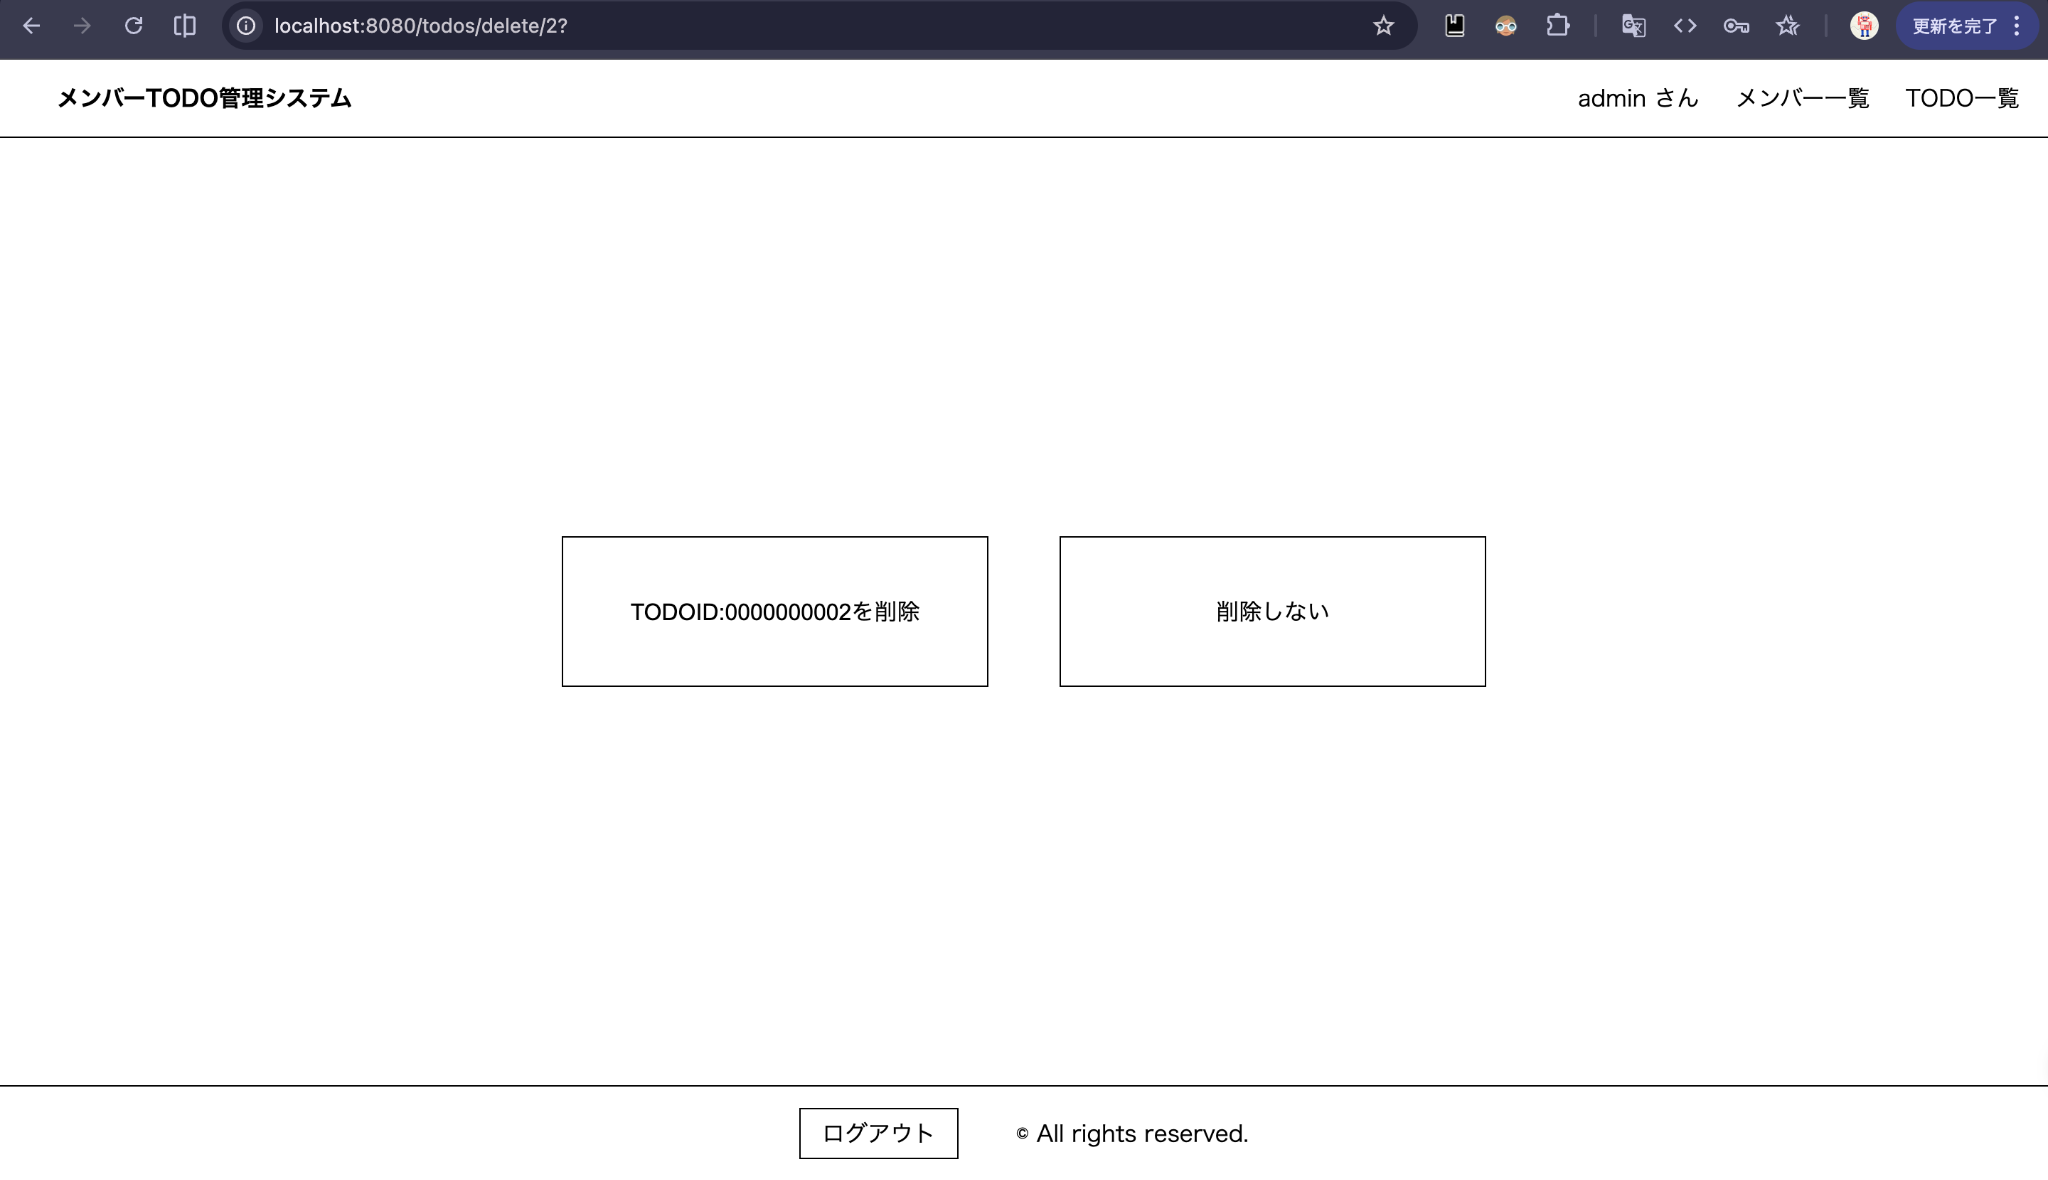 localhost:8080/todos/delete/2?
更新を完了
メンバーTODO管理システム
admin さん メンバー一覧 TODO一覧
TODOID:0000000002を削除
削除しない
ログアウト
© All rights reserved.